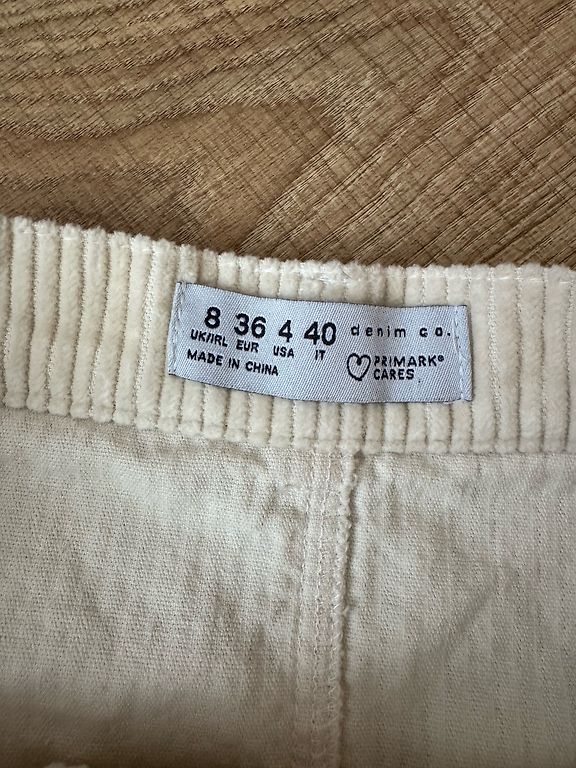 8 36 4 40 denim co.
UK/IRL EUR USA IT
MADE IN CHINA
PRIMARK®
CARES